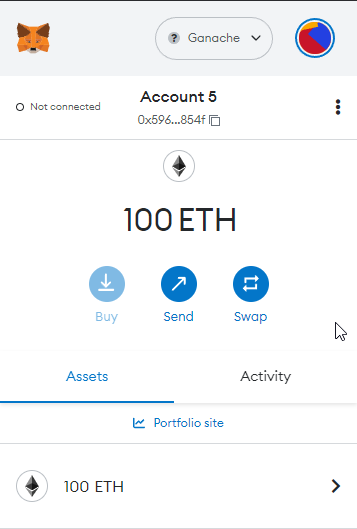 Ganache
Not connected
Account 5
0x596...854f
100 ETH
Buy
Send
Swap
Assets
Activity
Portfolio site
100 ETH